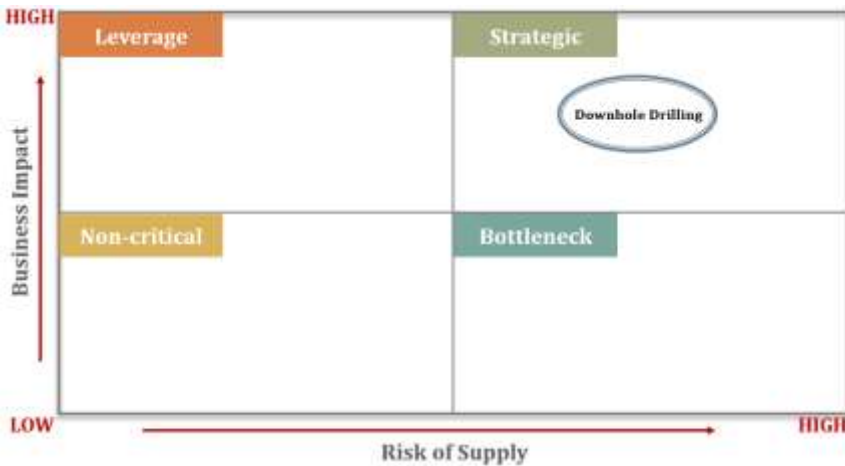 HIGH
Leverage
Strategic
Downhole Drilling
Business Impact
Non-critical
Bottleneck
LOW
HIGH
Risk of Supply